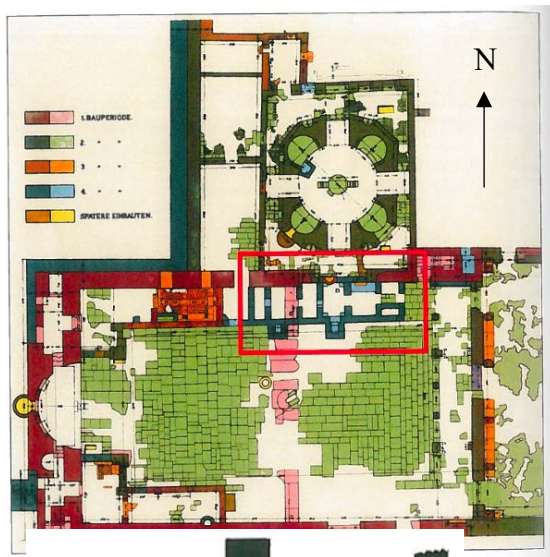 N
1. BAUPERIODE.
2. " "
3 " "
4. " "
SPÄTERE EINBAUTEN.